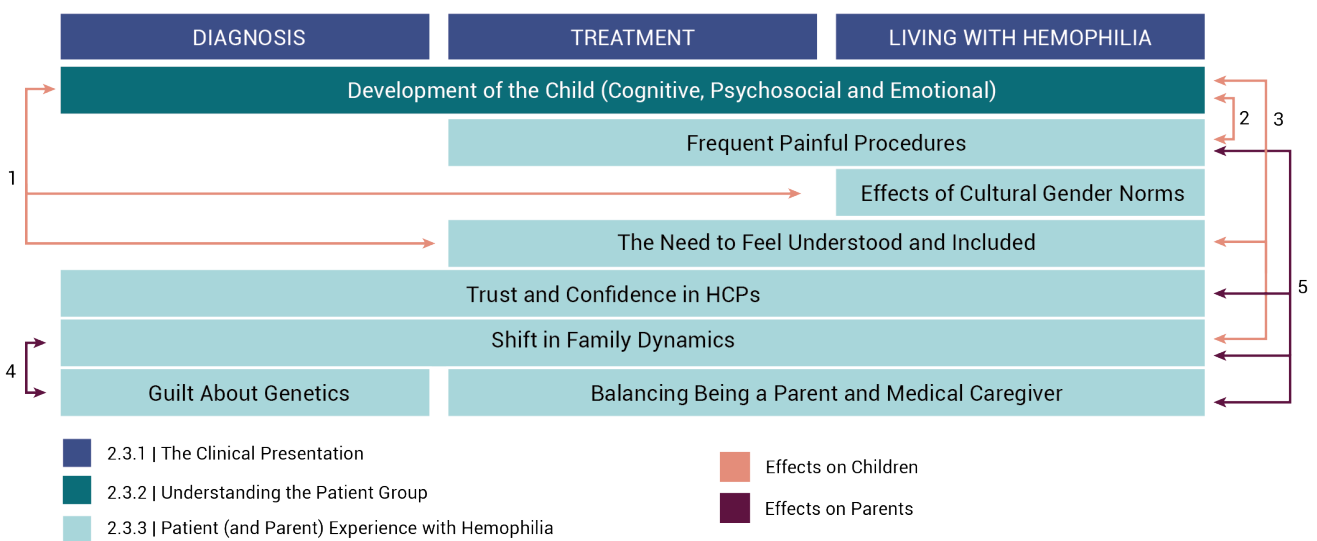 DIAGNOSIS
TREATMENT
LIVING WITH HEMOPHILIA
Development of the Child (Cognitive, Psychosocial and Emotional)
2
3
Frequent Painful Procedures
1
Effects of Cultural Gender Norms
The Need to Feel Understood and Included
Trust and Confidence in HCPs
5
Shift in Family Dynamics
4
Guilt About Genetics
Balancing Being a Parent and Medical Caregiver
2.3.1 | The Clinical Presentation
2.3.2 | Understanding the Patient Group
2.3.3 | Patient (and Parent) Experience with Hemophilia
Effects on Children
Effects on Parents